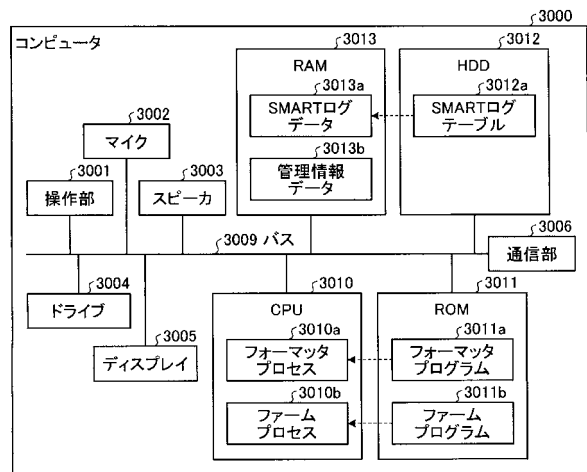 3000
コンピュータ
3013
RAM
3013a
SMARTログ
データ
3013b
管理情報
データ
3012
HDD
3012a
SMARTログ
テーブル
3002
マイク
3001
操作部
3003
スピーカ
3009 バス
3006
通信部
3004
ドライブ
3005
ディスプレイ
3010
CPU
3010a
フォーマッタ
プロセス
3010b
ファーム
プロセス
3011
ROM
3011a
フォーマッタ
プログラム
3011b
ファーム
プログラム